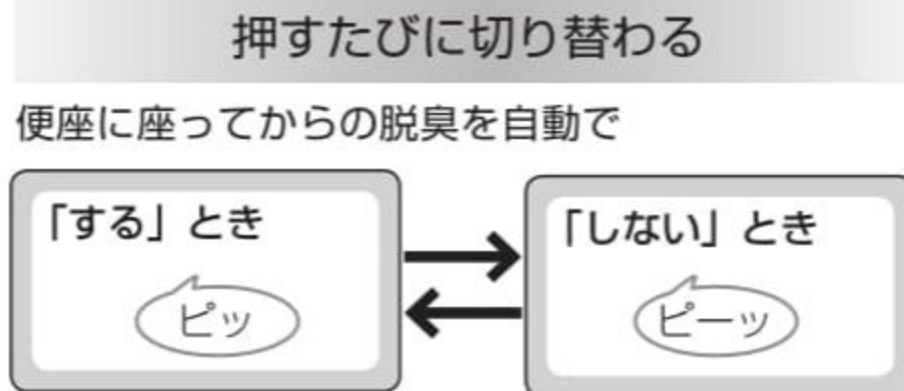 押すたびに切り替わる
便座に座ってからの脱臭を自動で
「する」とき
ピッ
「しない」とき
ピーッ